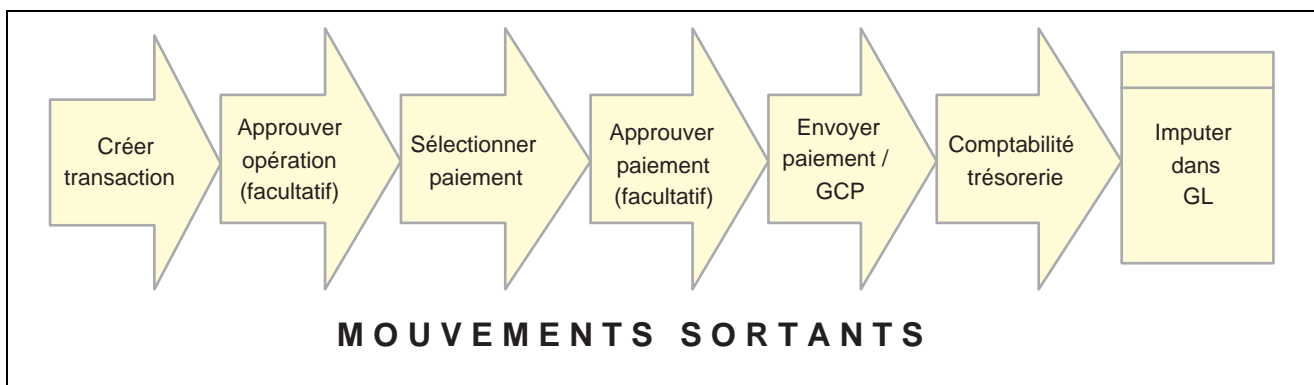 Créer
transaction
Approuver
opération
(facultatif)
Sélectionner
paiement
Approuver
paiement
(facultatif)
Envoyer
paiement /
GCP
Comptabilité
trésorerie
Imputer
dans
GL
MOUVEMENTS SORTANTS